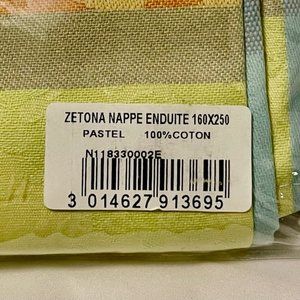 ZETONA NAPPE ENDUITE 160X250
PASTEL 100%COTON
N118330002E
3 014627 913695